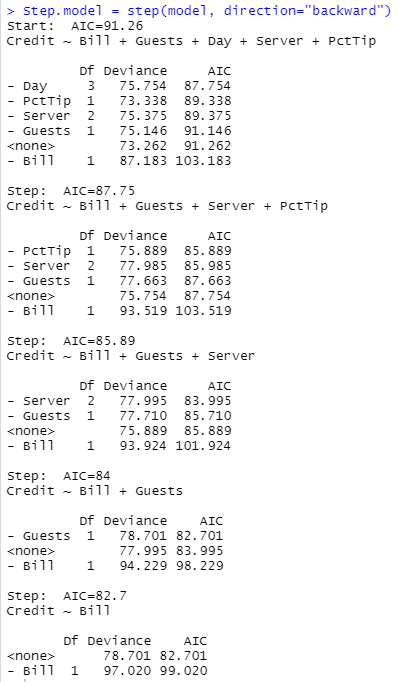 > Step.model = step(model, direction="backward")
Start:  AIC=91.26
Credit ~ Bill + Guests + Day + Server + PctTip

         Df Deviance     AIC
- Day     3   75.754  87.754
- PctTip  1   73.338  89.338
- Server  2   75.375  89.375
- Guests  1   75.146  91.146
<none>        73.262  91.262
- Bill    1   87.183 103.183

Step:  AIC=87.75
Credit ~ Bill + Guests + Server + PctTip

         Df Deviance     AIC
- PctTip  1   75.889  85.889
- Server  2   77.985  85.985
- Guests  1   77.663  87.663
<none>        75.754  87.754
- Bill    1   93.519 103.519

Step:  AIC=85.89
Credit ~ Bill + Guests + Server

         Df Deviance     AIC
- Server  2   77.995  83.995
- Guests  1   77.710  85.710
<none>        75.889  85.889
- Bill    1   93.924 101.924

Step:  AIC=84
Credit ~ Bill + Guests

         Df Deviance    AIC
- Guests  1   78.701 82.701
<none>        77.995 83.995
- Bill    1   94.229 98.229

Step:  AIC=82.7
Credit ~ Bill

       Df Deviance    AIC
<none>      78.701 82.701
- Bill  1   97.020 99.020